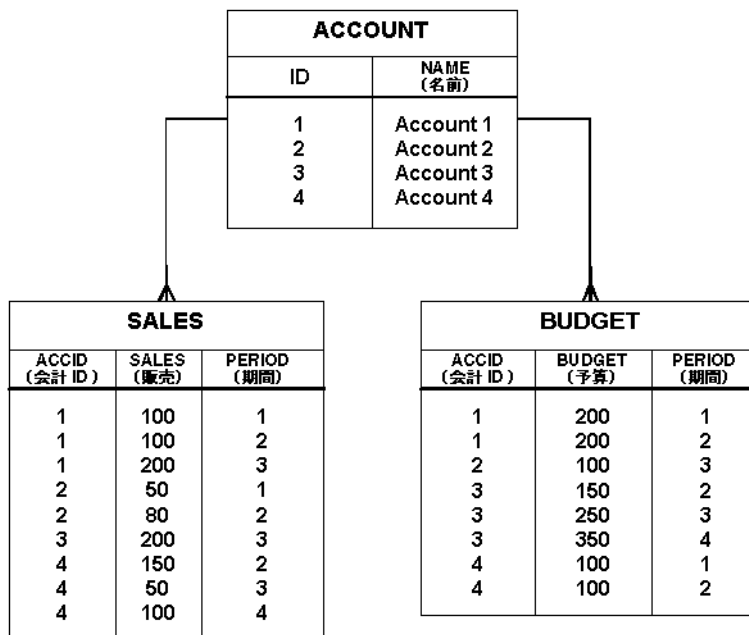 ACCOUNT
ID NAME
(名前)
1 Account 1
2 Account 2
3 Account 3
4 Account 4
SALES
ACCID SALES PERIOD
(会計 ID) (販売) (期間)
1 100 1
1 100 2
1 200 3
2 50 1
2 80 2
3 200 3
4 150 2
4 50 3
4 100 4
BUDGET
ACCID BUDGET PERIOD
(会計 ID) (予算) (期間)
1 200 1
1 200 2
2 100 3
3 150 2
3 250 3
3 350 4
4 100 1
4 100 2